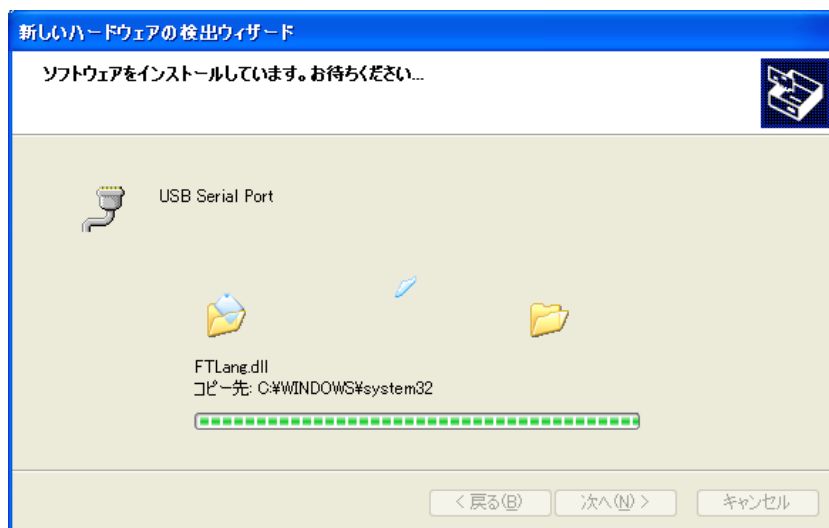 新しいハードウェアの検出ウィザード
ソフトウェアをインストールしています。お待ちください...
USB Serial Port
FTLang.dll
コピー先: C:¥WINDOWS¥system32
< 戻る(B)
次へ(N) >
キャンセル